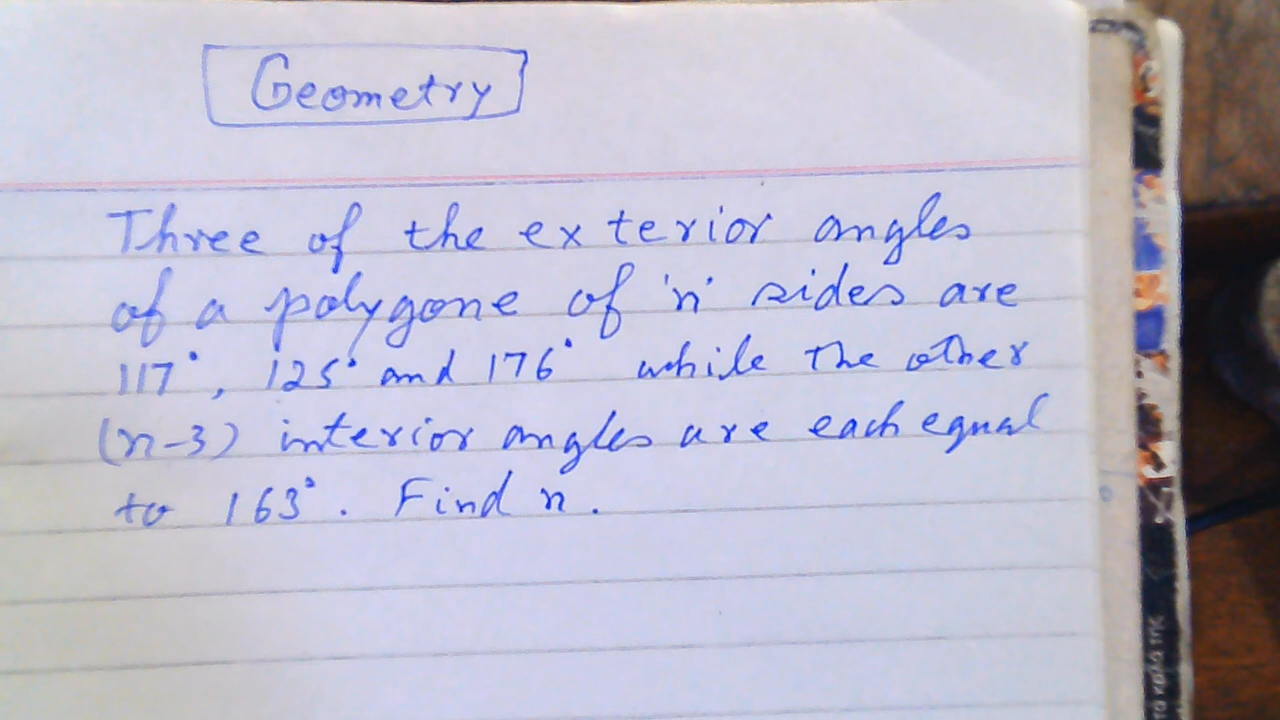 Geometry
Three of the exterior angles
of a polygone of 'n' sides are
117°, 125° and 176° while the other
(n-3) interior angles are each equal
to 163°. Find n.